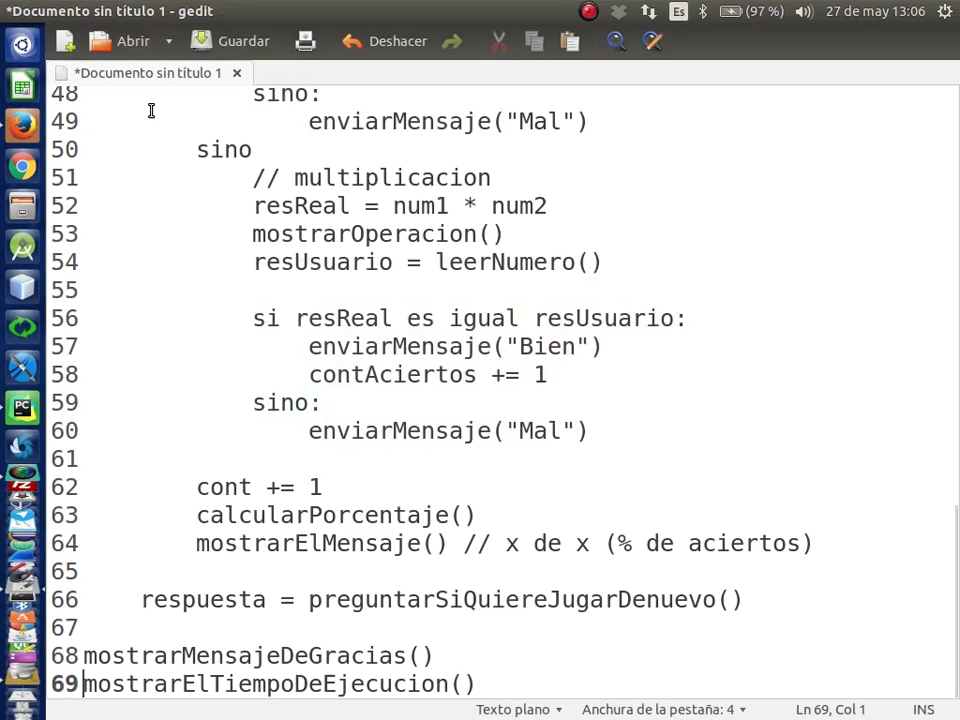 *Documento sin título 1 - gedit
Es
(97 %)
27 de may 13:06
Abrir
Guardar
Deshacer
*Documento sin título 1
48 sino:
49 enviarMensaje("Mal")
50 sino
51 // multiplicacion
52 resReal = num1 * num2
53 mostrarOperacion()
54 resUsuario = leerNumero()
55
56 si resReal es igual resUsuario:
57 enviarMensaje("Bien")
58 contAciertos += 1
59 sino:
60 enviarMensaje("Mal")
61
62 cont += 1
63 calcularPorcentaje()
64 mostrarElMensaje() // x de x (% de aciertos)
65
66 respuesta = preguntarSiQuiereJugarDenuevo()
67
68 mostrarMensajeDeGracias()
69 mostrarElTiempoDeEjecucion()
PC
Texto plano
Anchura de la pestaña: 4
Ln 69, Col 1
INS